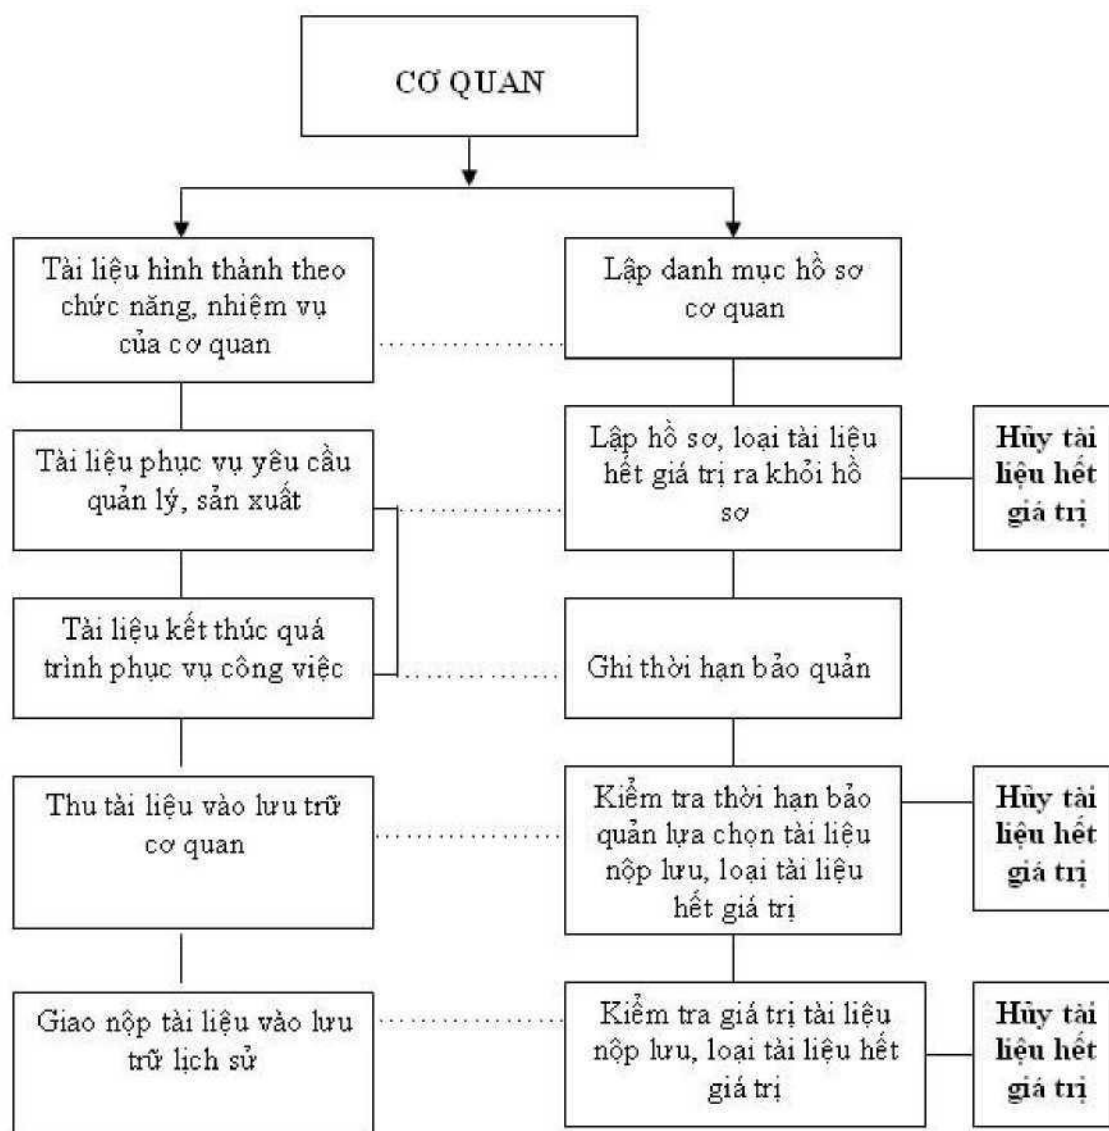 CƠ QUAN
Tài liệu hình thành theo
chức năng, nhiệm vụ
của cơ quan
Lập danh mục hồ sơ
cơ quan
Tài liệu phục vụ yêu cầu
quản lý, sản xuất
Lập hồ sơ, loại tài liệu
hết giá trị ra khỏi hồ
sơ
Hủy tài
liệu hết
giá trị
Tài liệu kết thúc quá
trình phục vụ công việc
Ghi thời hạn bảo quản
Thu tài liệu vào lưu trữ
cơ quan
Kiểm tra thời hạn bảo
quản lựa chọn tài liệu
nộp lưu, loại tài liệu
hết giá trị
Hủy tài
liệu hết
giá trị
Giao nộp tài liệu vào lưu
trữ lịch sử
Kiểm tra giá trị tài liệu
nộp lưu, loại tài liệu hết
giá trị
Hủy tài
liệu hết
giá trị